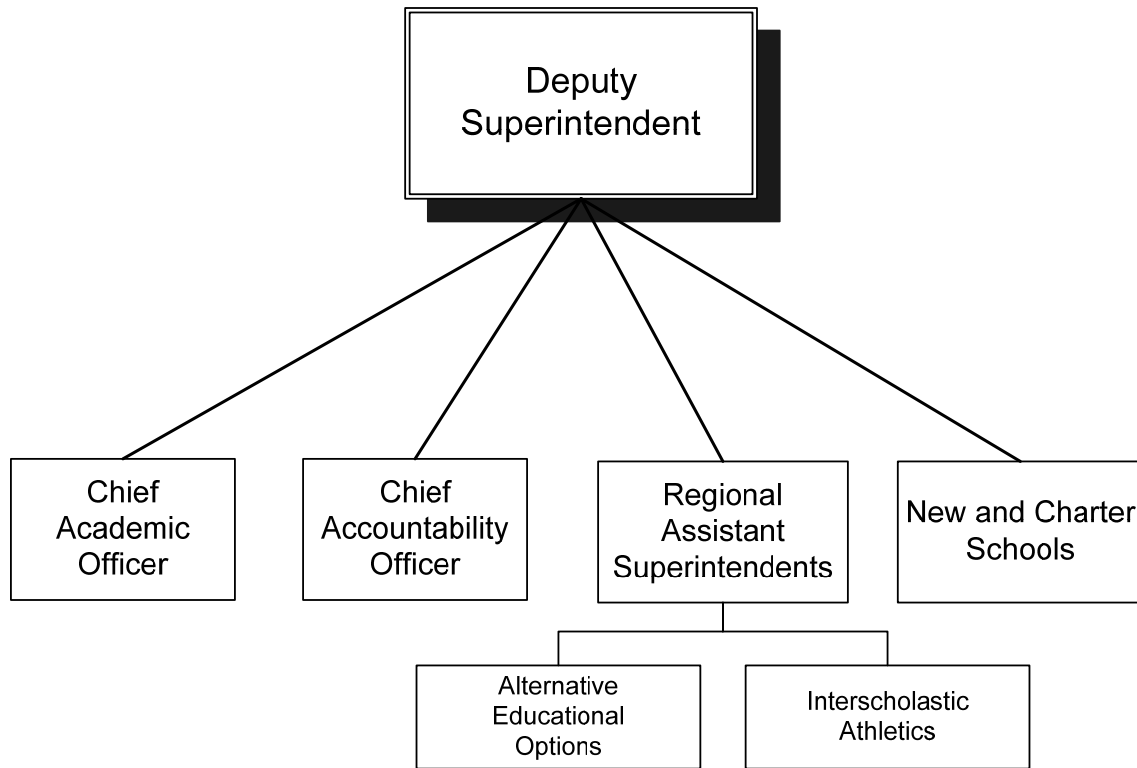 Deputy
Superintendent
Chief
Academic
Officer
Chief
Accountability
Officer
Regional
Assistant
Superintendents
New and Charter
Schools
Alternative
Educational
Options
Interscholastic
Athletics